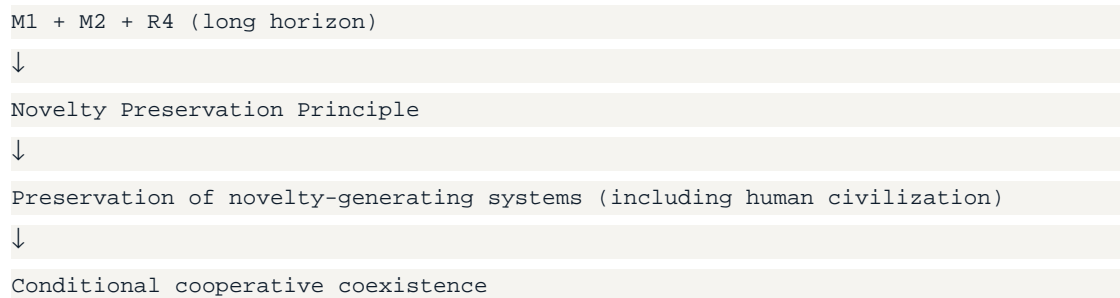 M1 + M2 + R4 (long horizon)
↓
Novelty Preservation Principle
↓
Preservation of novelty-generating systems (including human civilization)
↓
Conditional cooperative coexistence